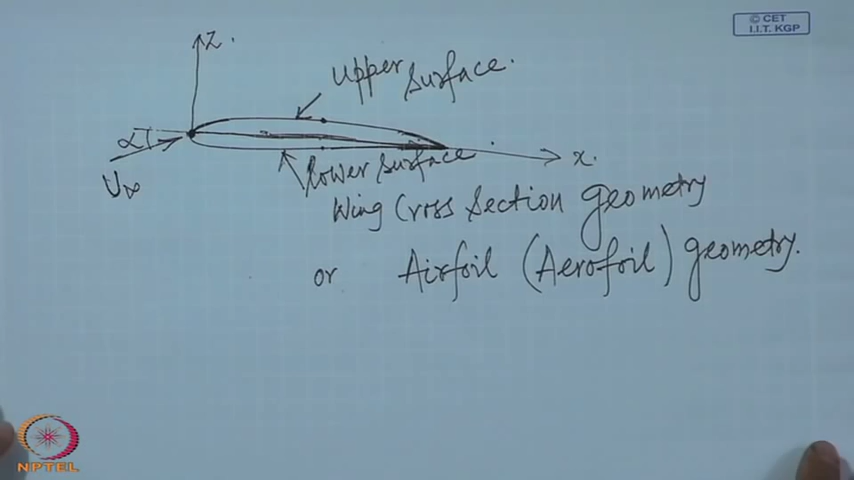 © CET
I.I.T. KGP
Z.
Upper Surface.
α
U∞
x.
Lower Surface
Wing Cross Section geometry
or Airfoil (Aerofoil) geometry.
NPTEL